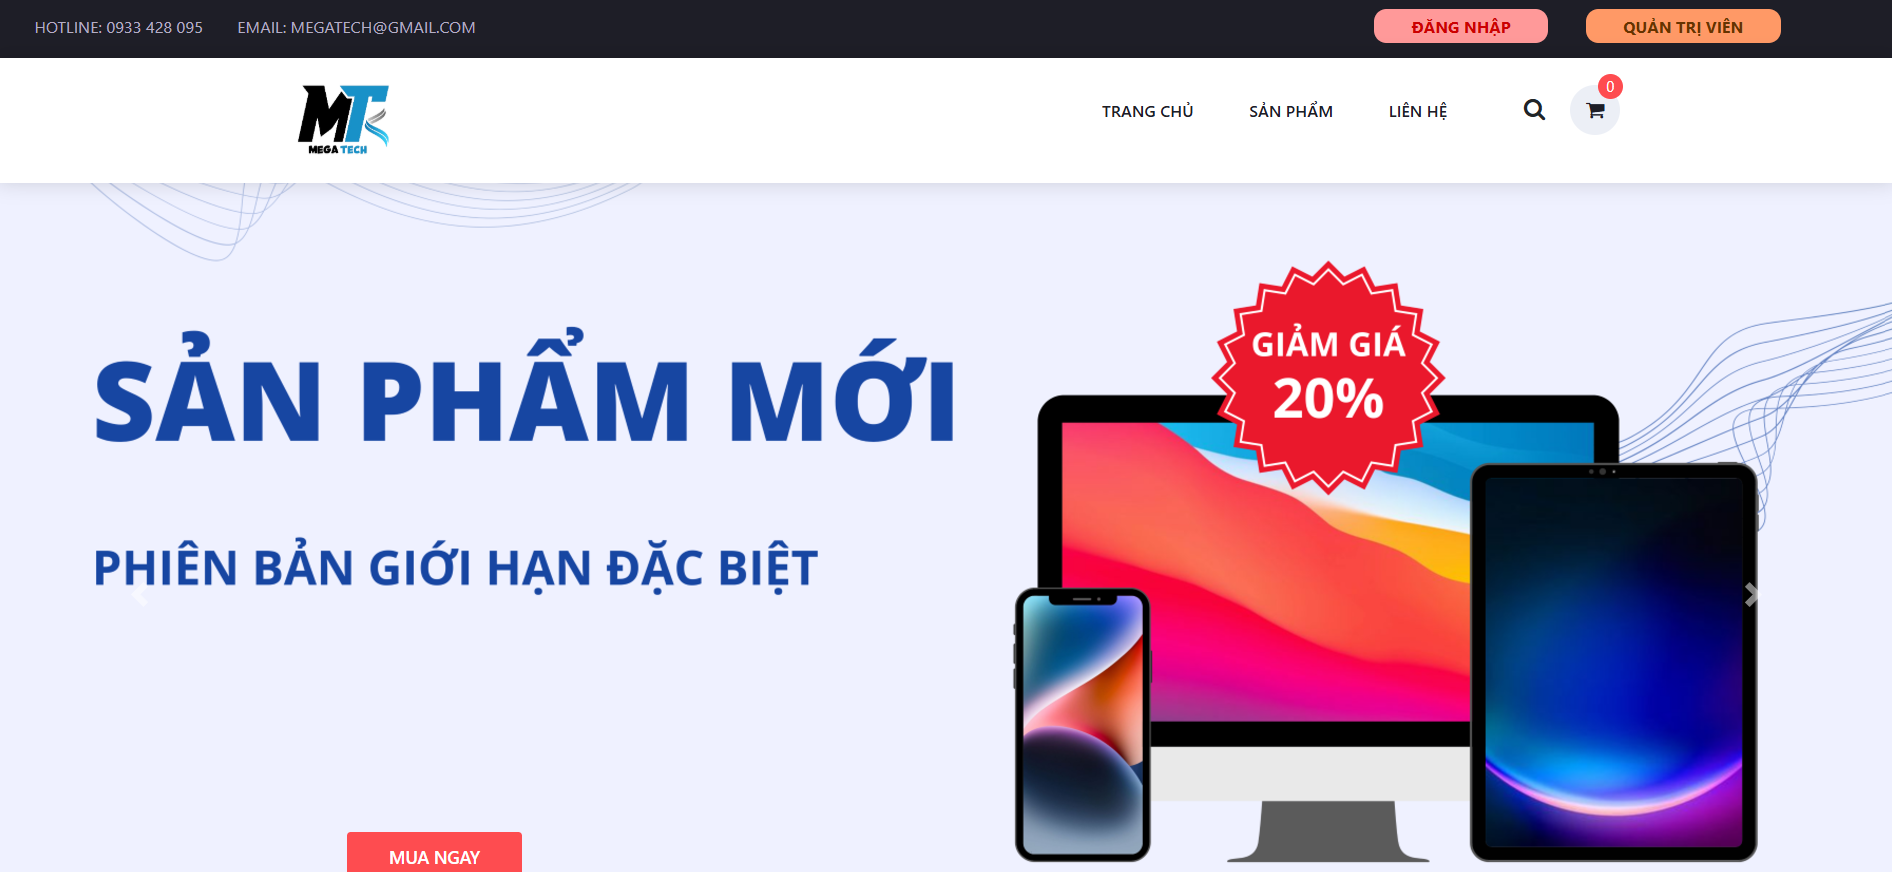 HOTLINE: 0933 428 095 EMAIL: MEGATECH@GMAIL.COM ĐĂNG NHẬP QUẢN TRỊ VIÊN
MT
MEGA TECH
TRANG CHỦ SẢN PHẨM LIÊN HỆ 0
SẢN PHẨM MỚI
PHIÊN BẢN GIỚI HẠN ĐẶC BIỆT
GIẢM GIÁ
20%
MUA NGAY